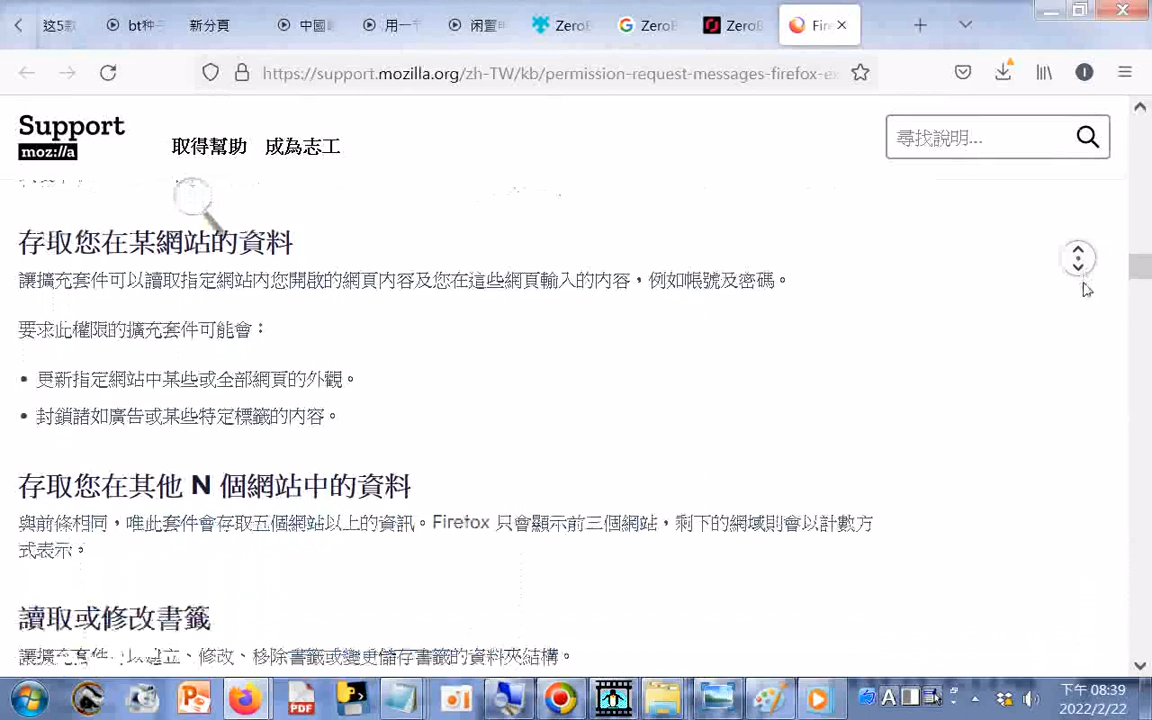 这5款
bt种子
新分頁
中國
用一
闲置
ZeroB
ZeroB
ZeroB
Fire
https://support.mozilla.org/zh-TW/kb/permission-request-messages-firefox-ex
Support
moz://a
取得幫助 成為志工
尋找說明...
存取您在某網站的資料
讓擴充套件可以讀取指定網站內您開啟的網頁內容及您在這些網頁輸入的內容，例如帳號及密碼。
要求此權限的擴充套件可能會：
• 更新指定網站中某些或全部網頁的外觀。
• 封鎖諸如廣告或某些特定標籤的內容。
存取您在其他 N 個網站中的資料
與前條相同，唯此套件會存取五個網站以上的資訊。Firefox 只會顯示前三個網站，剩下的網域則會以計數方
式表示。
讀取或修改書籤
讓擴充套件可以建立、修改、移除書籤或變更儲存書籤的資料夾結構。
PDF
A
下午 08:39
2022/2/22